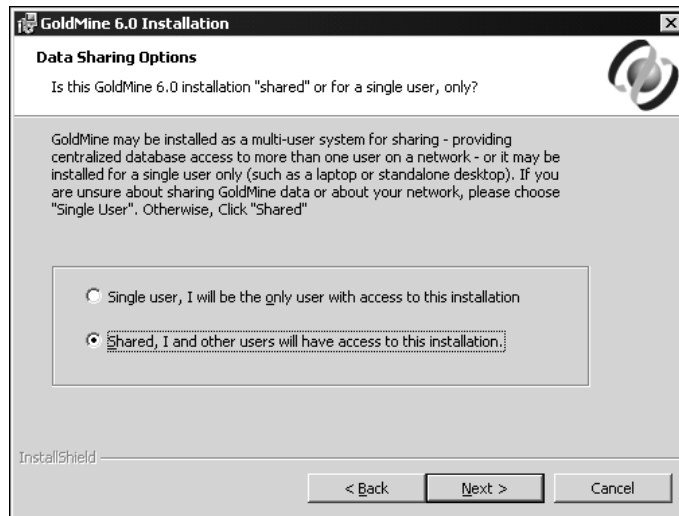 GoldMine 6.0 Installation
Data Sharing Options
Is this GoldMine 6.0 installation "shared" or for a single user, only?
GoldMine may be installed as a multi-user system for sharing - providing
centralized database access to more than one user on a network - or it may be
installed for a single user only (such as a laptop or standalone desktop). If you
are unsure about sharing GoldMine data or about your network, please choose
"Single User". Otherwise, Click "Shared"
Single user, I will be the only user with access to this installation
Shared, I and other users will have access to this installation.
InstallShield
< Back
Next >
Cancel